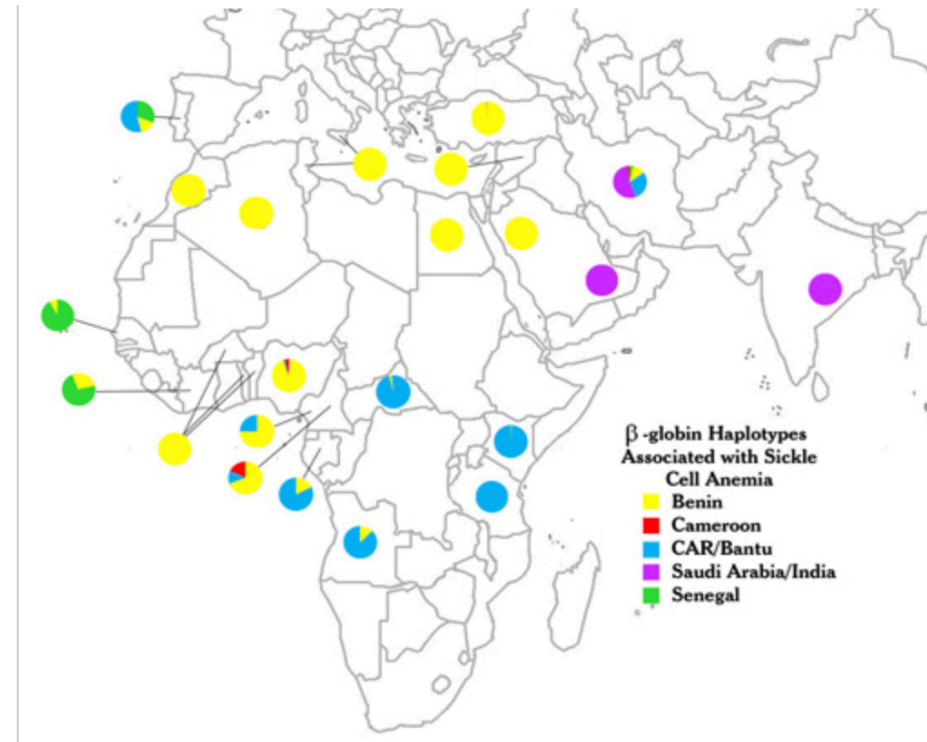 β -globin Haplotypes
Associated with Sickle
Cell Anemia
Benin
Cameroon
CAR/Bantu
Saudi Arabia/India
Senegal